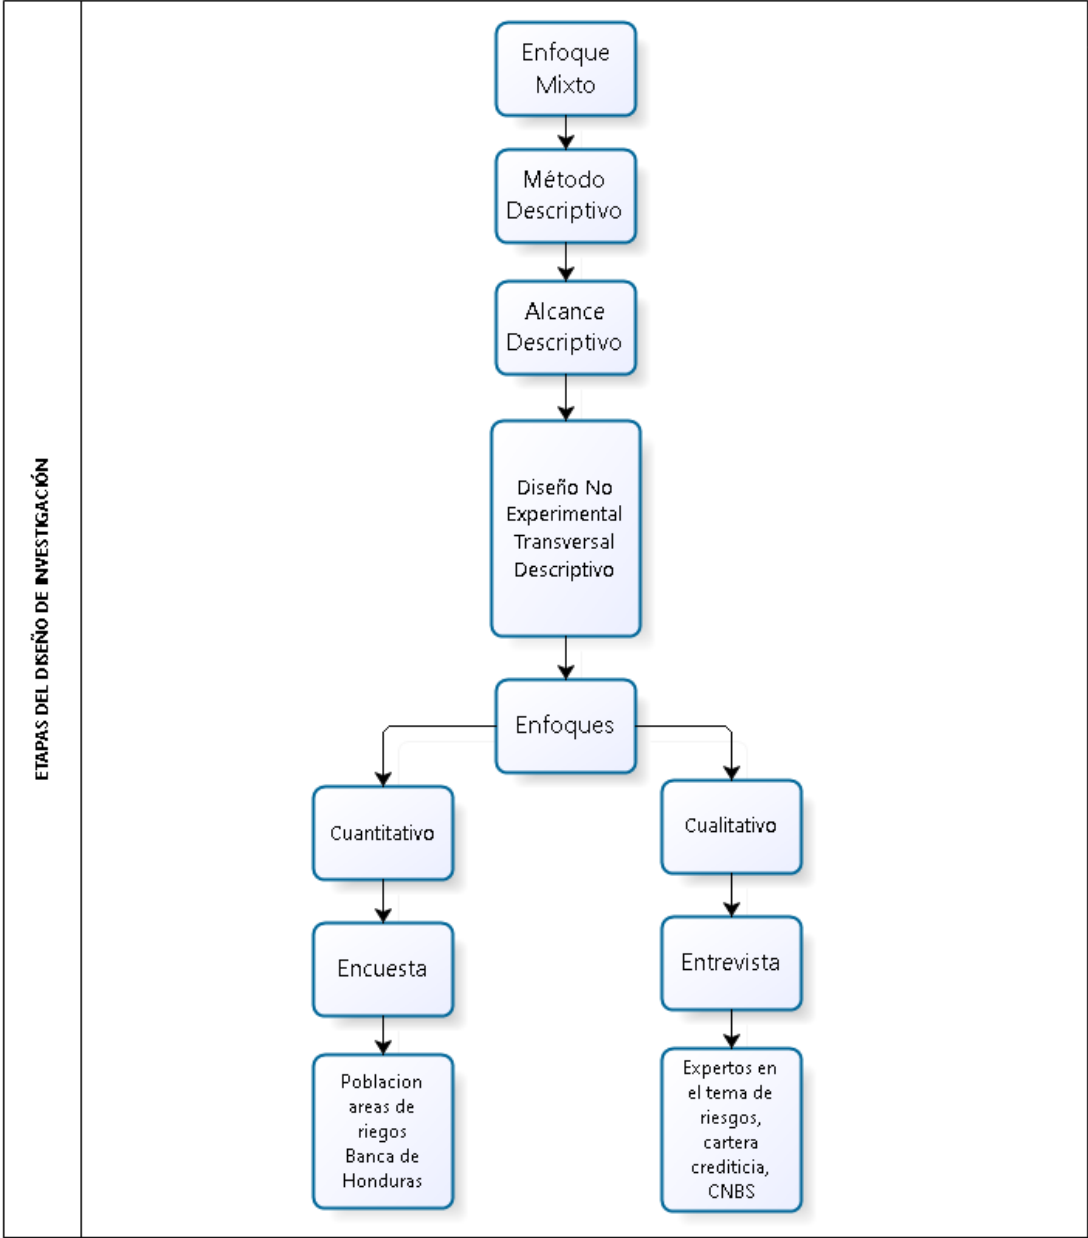 ETAPAS DEL DISEÑO DE INVESTIGACIÓN
Enfoque
Mixto
Método
Descriptivo
Alcance
Descriptivo
Diseño No
Experimental
Transversal
Descriptivo
Enfoques
Cuantitativo
Encuesta
Poblacion
areas de
riegos
Banca de
Honduras
Cualitativo
Entrevista
Expertos en
el tema de
riesgos,
cartera
crediticia,
CNBS